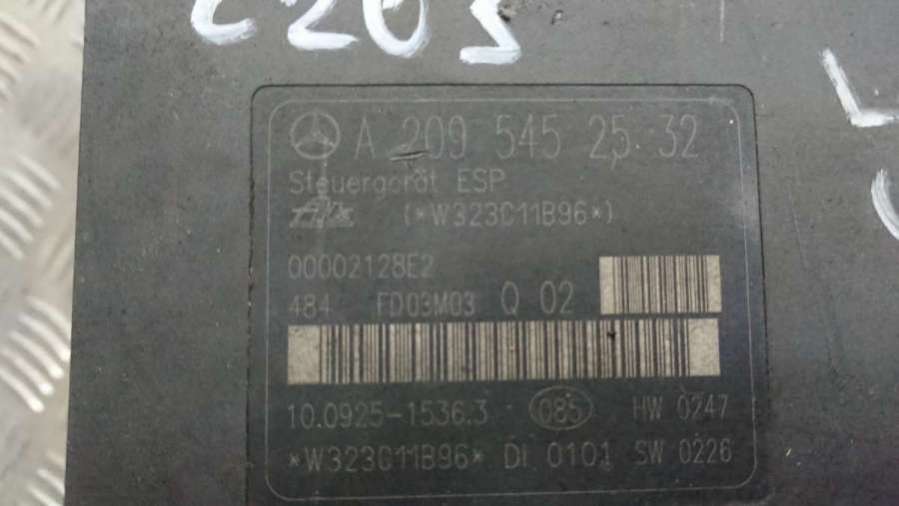 C203
A 209 545 25 32
Steuergerät ESP
(*W323C11B96*)
00002128E2
484 FD03M03 Q 02
10.0925-1536.3 085 HW 0247
*W323C11B96* DI 0101 SW 0226